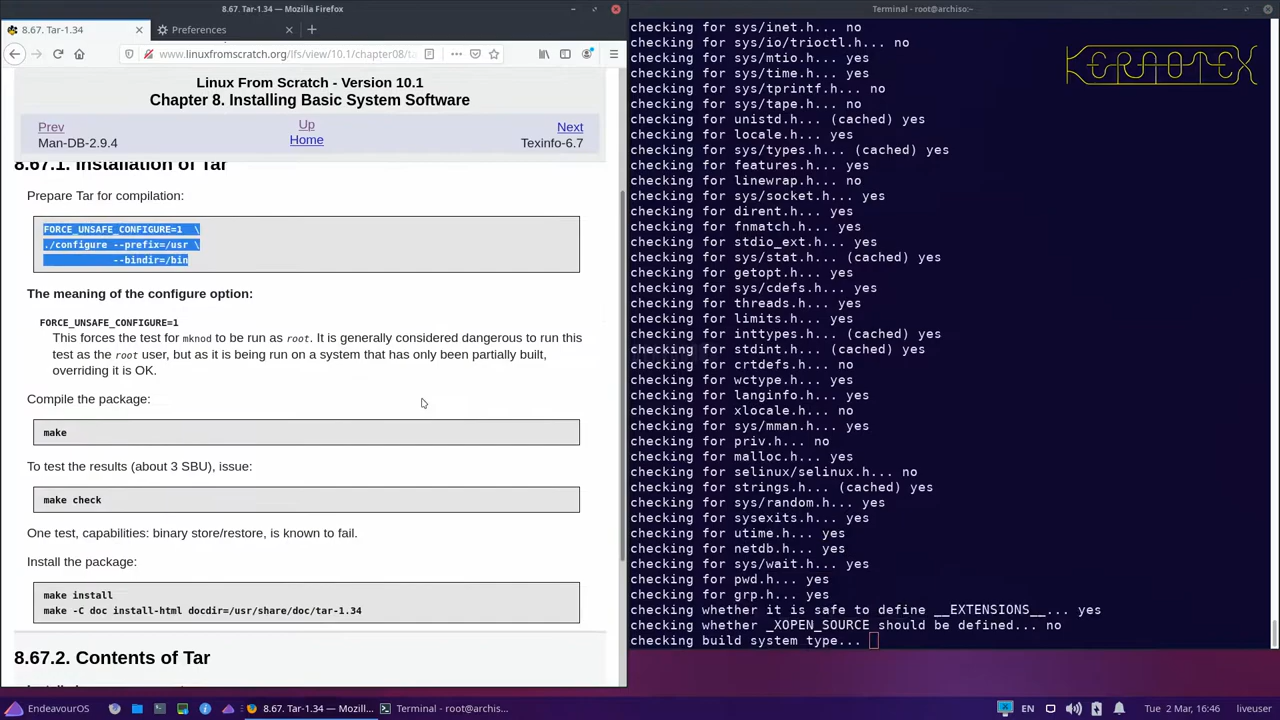 8.67. Tar-1.34 — Mozilla Firefox
8.67. Tar-1.34
Preferences
www.linuxfromscratch.org/lfs/view/10.1/chapter08/ta
Linux From Scratch - Version 10.1
Chapter 8. Installing Basic System Software
Prev
Up
Next
Man-DB-2.9.4
Home
Texinfo-6.7
8.67.1. Installation of Tar
Prepare Tar for compilation:
FORCE_UNSAFE_CONFIGURE=1  \
./configure --prefix=/usr \
--bindir=/bin
The meaning of the configure option:
FORCE_UNSAFE_CONFIGURE=1
This forces the test for mknod to be run as root. It is generally considered dangerous to run this
test as the root user, but as it is being run on a system that has only been partially built,
overriding it is OK.
Compile the package:
make
To test the results (about 3 SBU), issue:
make check
One test, capabilities: binary store/restore, is known to fail.
Install the package:
make install
make -C doc install-html docdir=/usr/share/doc/tar-1.34
8.67.2. Contents of Tar
Terminal - root@archiso:~
checking for sys/inet.h... no
checking for sys/io/trioctl.h... no
checking for sys/mtio.h... yes
checking for sys/time.h... yes
checking for sys/tprintf.h... no
checking for sys/tape.h... no
checking for unistd.h... (cached) yes
checking for locale.h... yes
checking for sys/types.h... (cached) yes
checking for features.h... yes
checking for linewrap.h... no
checking for sys/socket.h... yes
checking for dirent.h... yes
checking for fnmatch.h... yes
checking for stdio_ext.h... yes
checking for sys/stat.h... (cached) yes
checking for getopt.h... yes
checking for sys/cdefs.h... yes
checking for threads.h... yes
checking for limits.h... yes
checking for inttypes.h... (cached) yes
checking for stdint.h... (cached) yes
checking for crtdefs.h... no
checking for wctype.h... yes
checking for langinfo.h... yes
checking for xlocale.h... no
checking for sys/mman.h... yes
checking for priv.h... no
checking for malloc.h... yes
checking for selinux/selinux.h... no
checking for strings.h... (cached) yes
checking for sys/random.h... yes
checking for sysexits.h... yes
checking for utime.h... yes
checking for netdb.h... yes
checking for sys/wait.h... yes
checking for pwd.h... yes
checking for grp.h... yes
checking whether it is safe to define __EXTENSIONS__... yes
checking whether _XOPEN_SOURCE should be defined... no
checking build system type...
KERNOTEX
EndeavourOS
8.67. Tar-1.34 — Mozill...
Terminal - root@archis...
EN
Tue 2 Mar, 16:46
liveuser